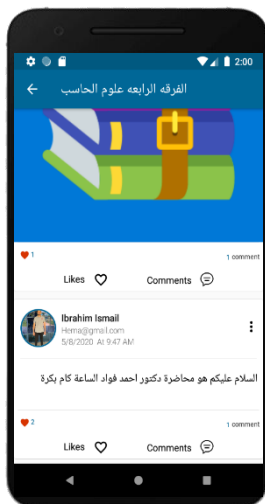 2:00
الفرقه الرابعه علوم الحاسب
1
1 comment
Likes
Comments
Ibrahim Ismail
Hema@gmail.com
5/8/2020 At 9:47 AM
السلام عليكم هو محاضرة دكتور احمد فواد الساعة كام بكرة
2
1 comment
Likes
Comments